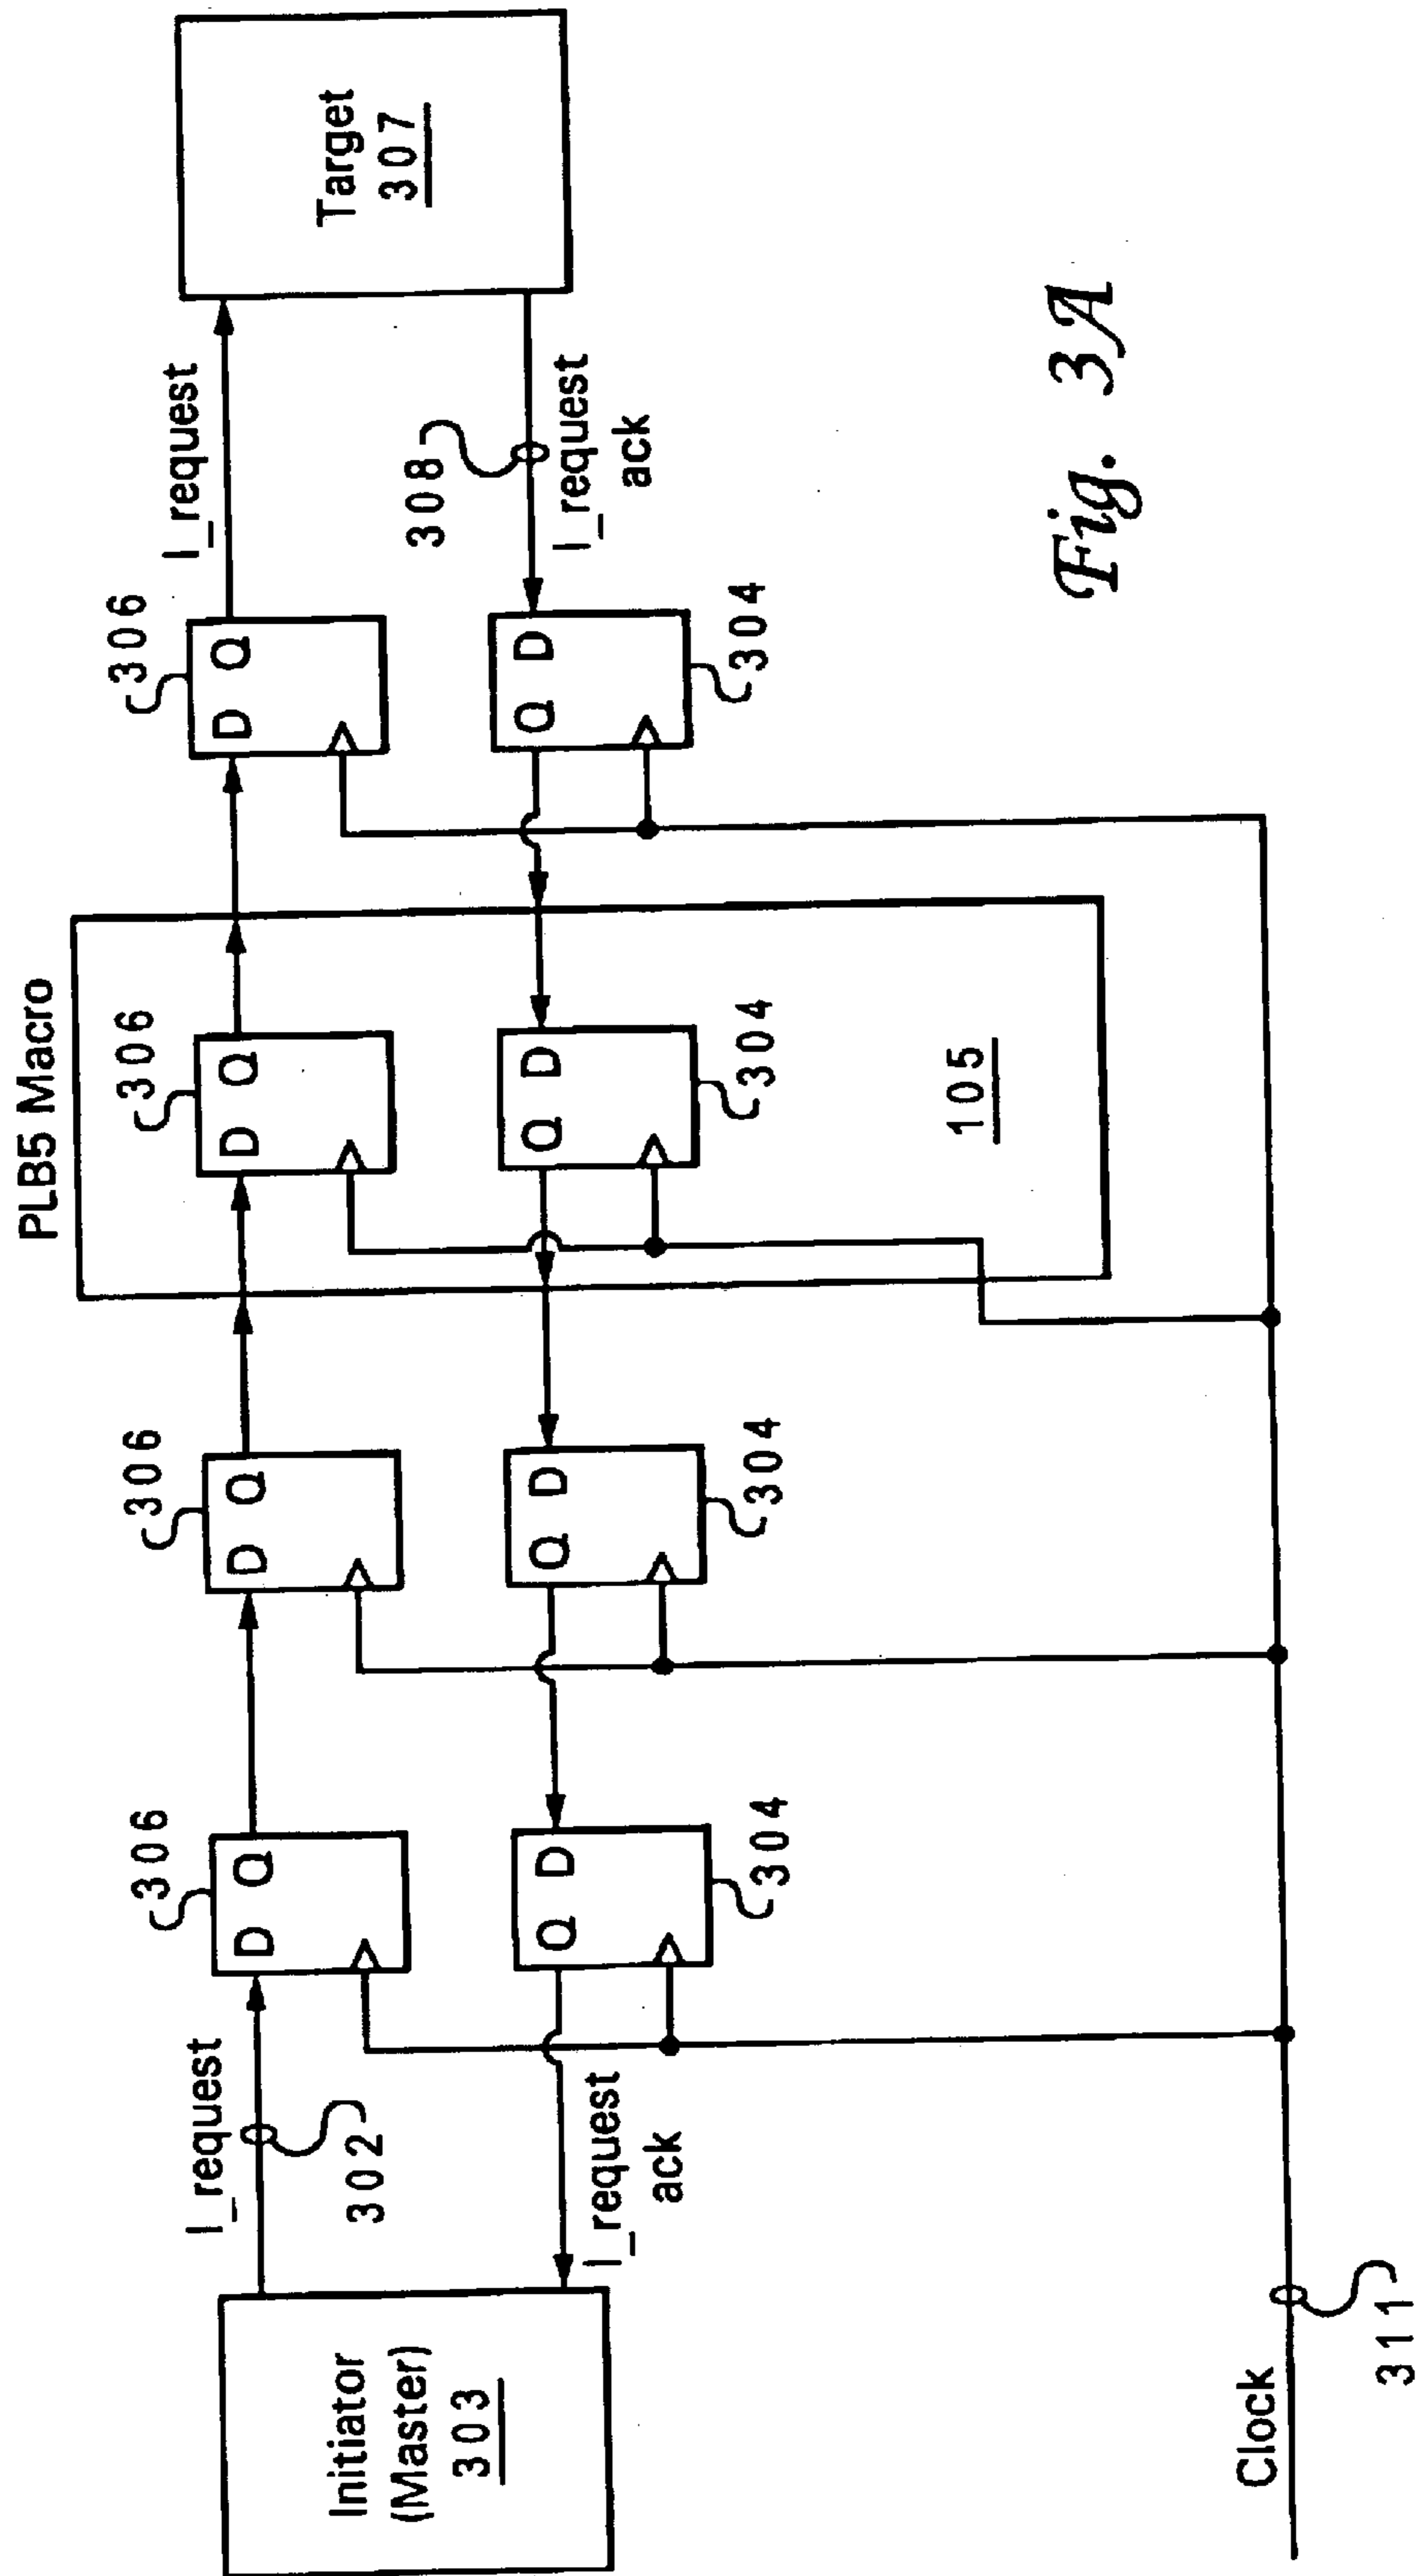 PLB5 Macro
306
306
306
306
I_request
302
I_request
D Q
D Q
D Q
D Q
Initiator
(Master)
303
Target
307
308
Q D
Q D
Q D
Q D
I_request
ack
I_request
ack
304
304
304
304
105
Clock
311
Fig. 3A